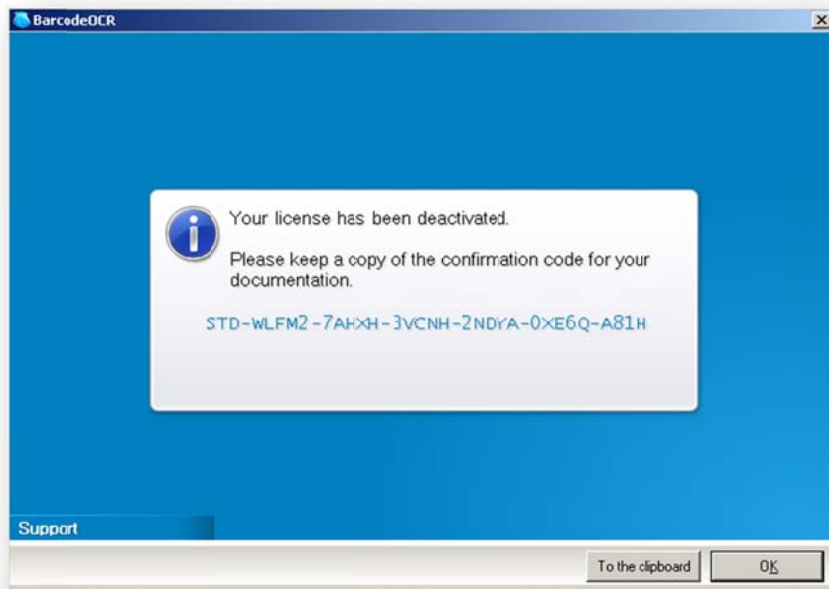 BarcodeOCR
Your license has been deactivated.
Please keep a copy of the confirmation code for your
documentation.
STD-WLFM2-7AHXH-3VCNH-2NDYA-0XE6Q-A81H
Support
To the clipboard
OK